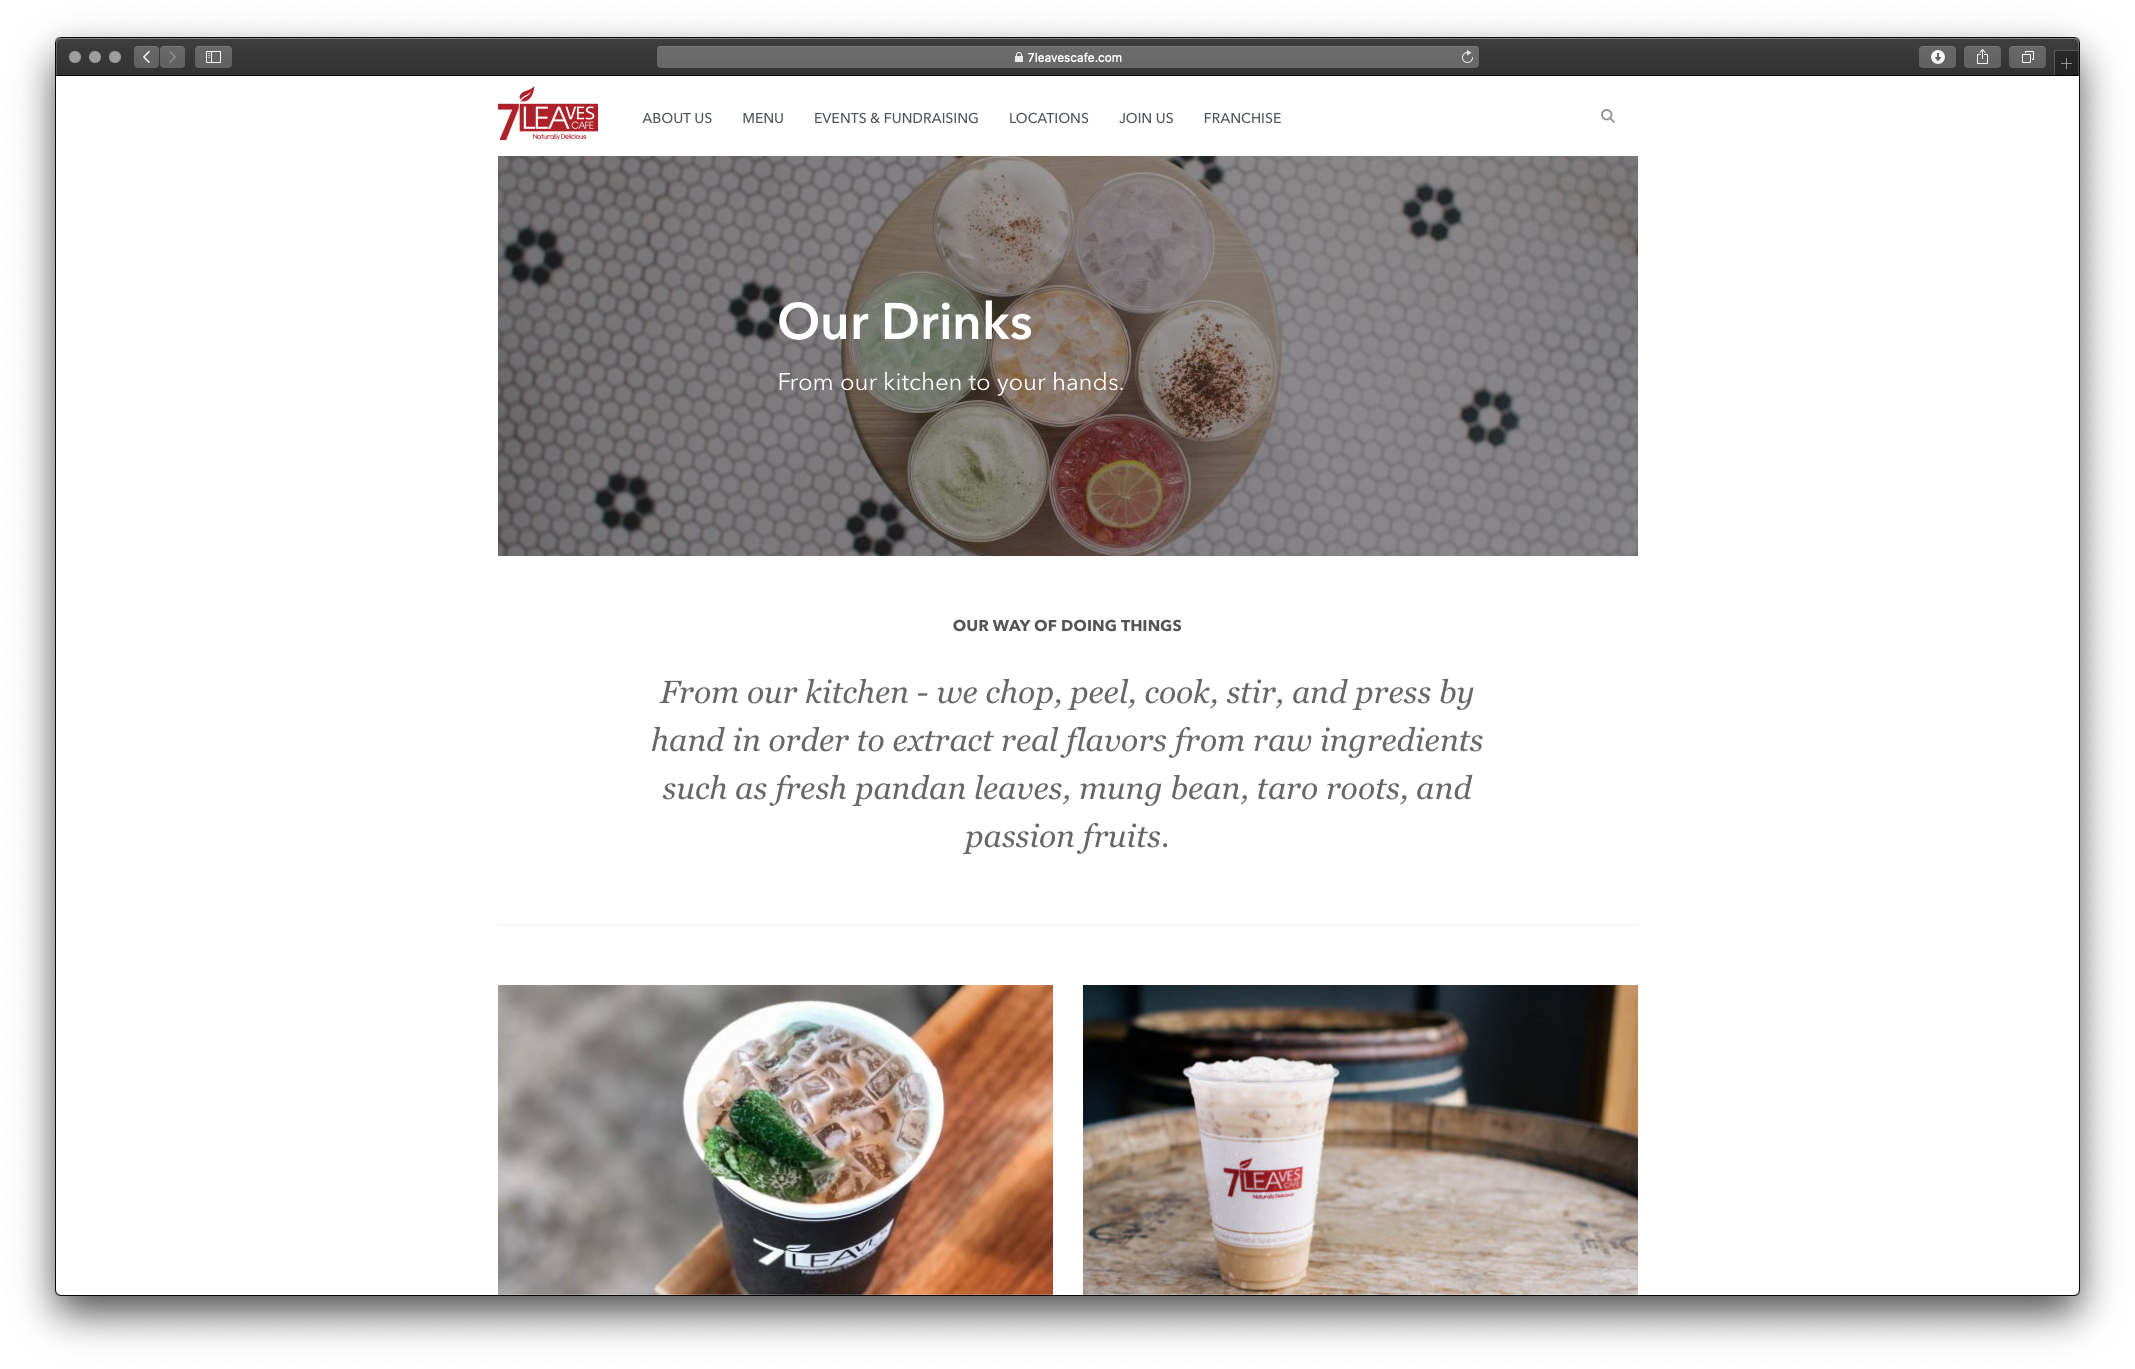 7leavescafe.com
7LEAVES
CAFE
Naturally Delicious
ABOUT US
MENU
EVENTS & FUNDRAISING
LOCATIONS
JOIN US
FRANCHISE
Our Drinks
From our kitchen to your hands.
OUR WAY OF DOING THINGS
From our kitchen - we chop, peel, cook, stir, and press by
hand in order to extract real flavors from raw ingredients
such as fresh pandan leaves, mung bean, taro roots, and
passion fruits.
7LEAVES
Naturally
7LEAVES
CAFE
Naturally Delicious